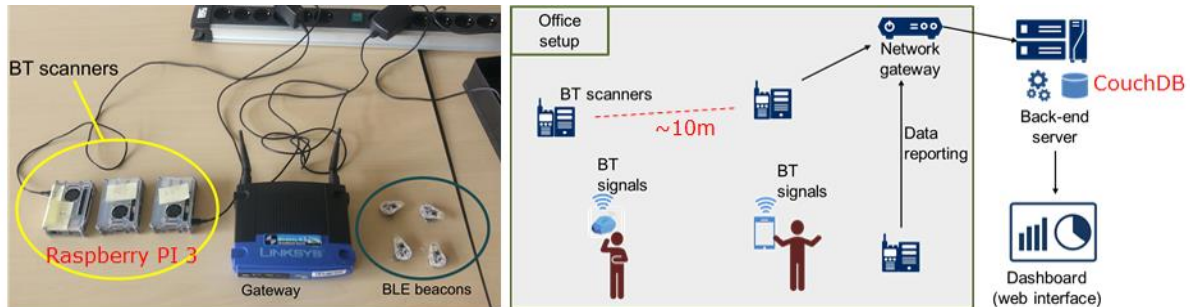 BT scanners
Raspberry PI 3
LINKSYS
Gateway
BLE beacons
Office
setup
Network
gateway
BT scanners
~10m
CouchDB
Back-end
server
BT
signals
BT
signals
Data
reporting
Dashboard
(web interface)